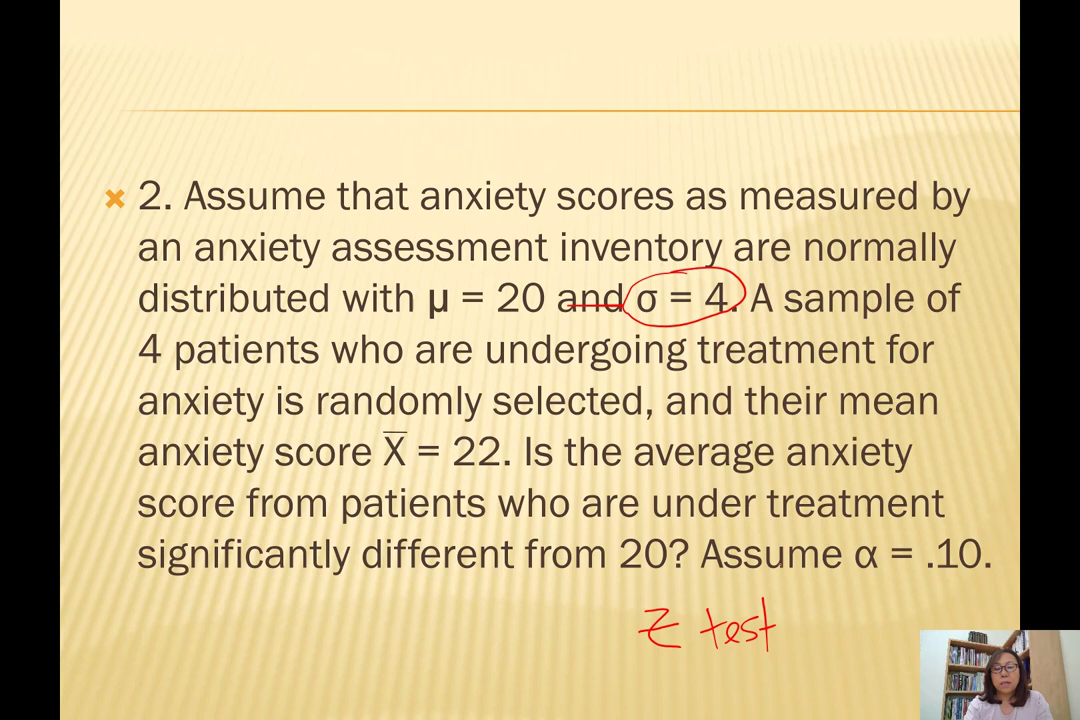 2. Assume that anxiety scores as measured by
an anxiety assessment inventory are normally
distributed with μ = 20 and σ = 4. A sample of
4 patients who are undergoing treatment for
anxiety is randomly selected, and their mean
anxiety score X̅ = 22. Is the average anxiety
score from patients who are under treatment
significantly different from 20? Assume α = .10.
Z test